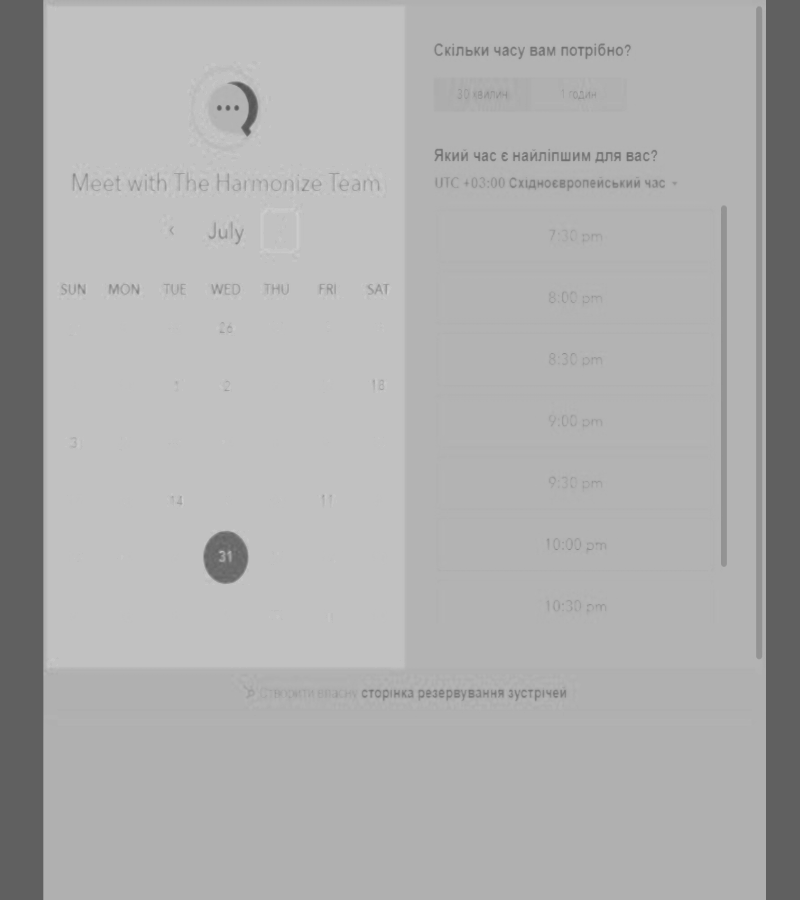 Meet with The Harmonize Team
July
SUN MON TUE WED THU FRI SAT
26
1 2 18
3
14 11
31
Скільки часу вам потрібно?
30 хвилин 1 годин
Який час є найліпшим для вас?
UTC +03:00 Східноєвропейський час
7:30 pm
8:00 pm
8:30 pm
9:00 pm
9:30 pm
10:00 pm
10:30 pm
Створити власну сторінка резервування зустрічей